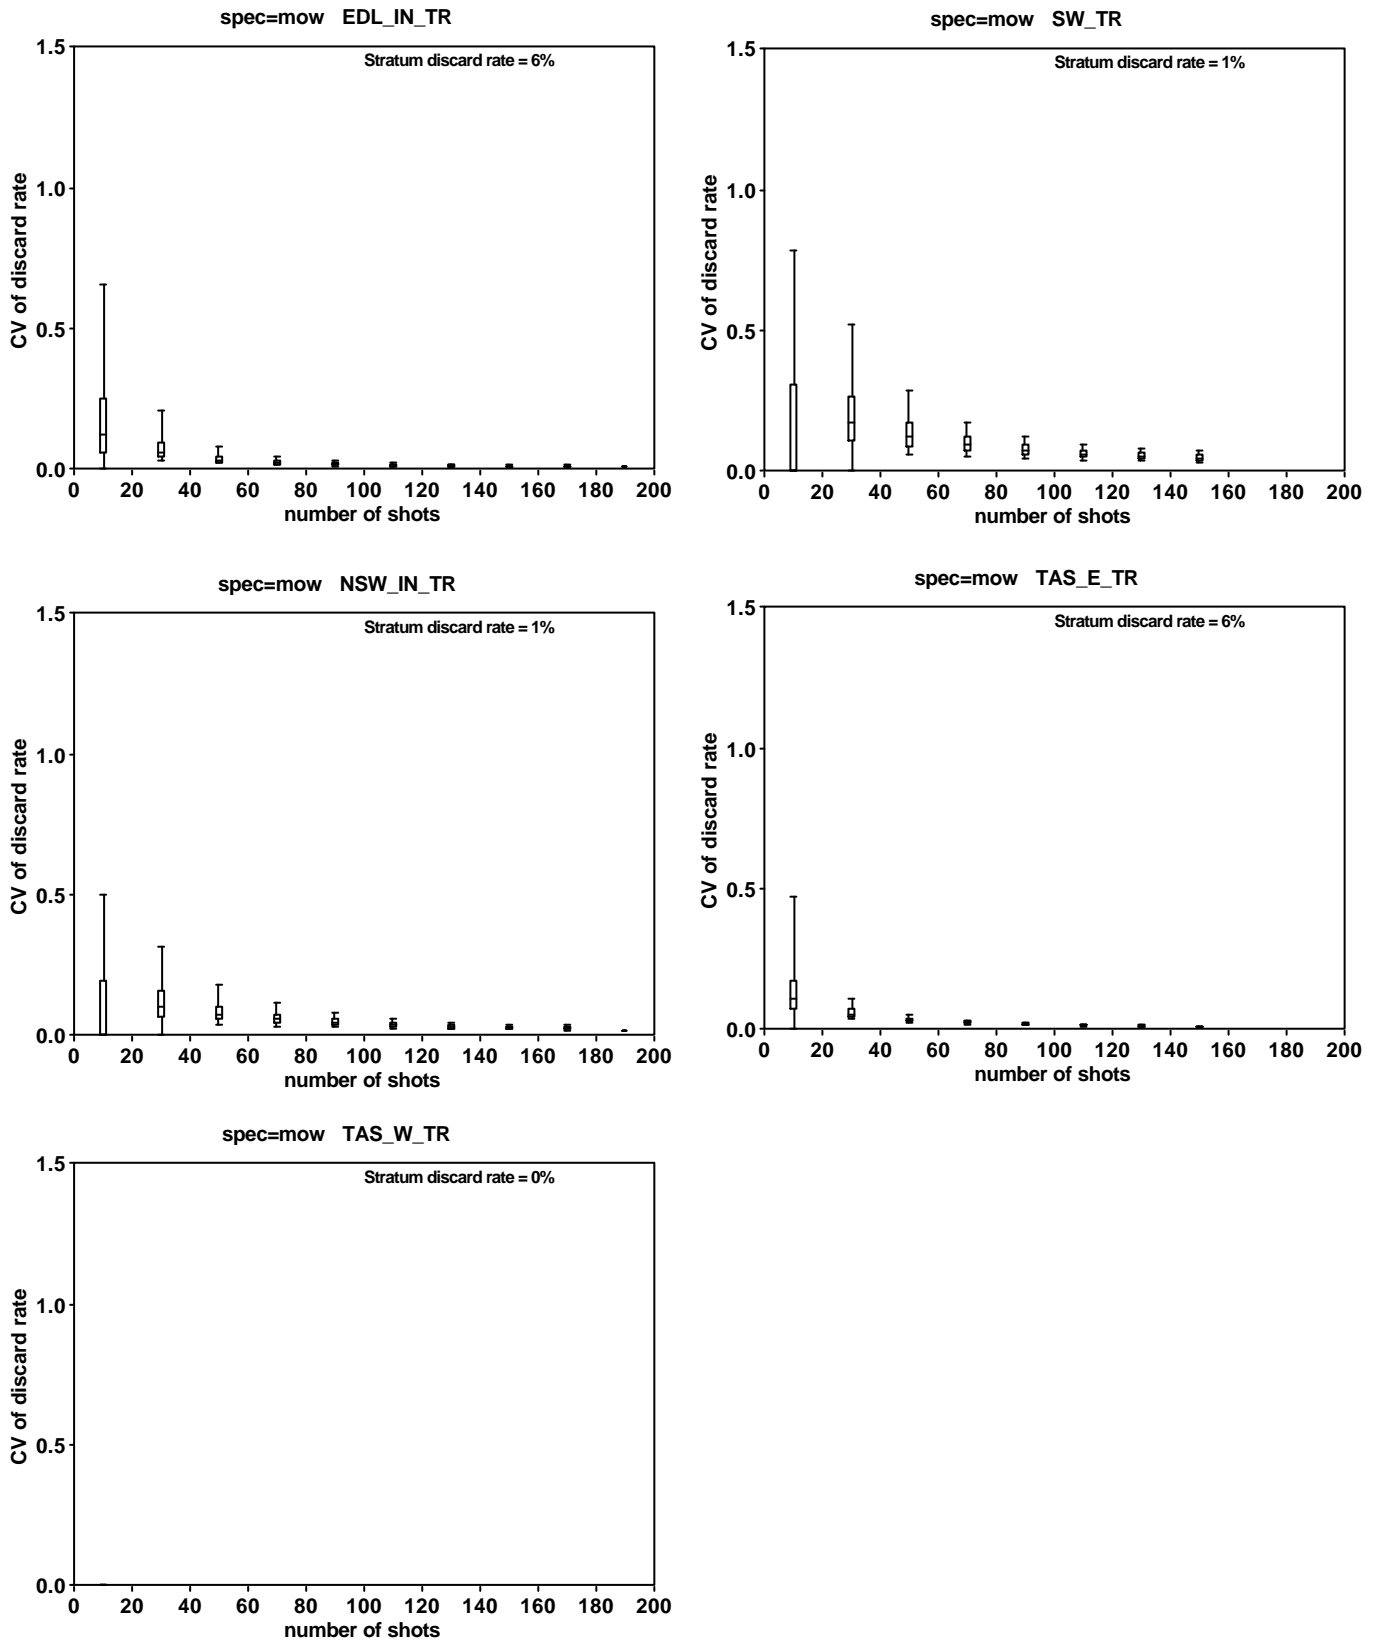 spec=mow EDL_IN_TR
Stratum discard rate = 6%
CV of discard rate
1.5
1.0
0.5
0.0
0 20 40 60 80 100 120 140 160 180 200
number of shots
spec=mow SW_TR
Stratum discard rate = 1%
CV of discard rate
1.5
1.0
0.5
0.0
0 20 40 60 80 100 120 140 160 180 200
number of shots
spec=mow NSW_IN_TR
Stratum discard rate = 1%
CV of discard rate
1.5
1.0
0.5
0.0
0 20 40 60 80 100 120 140 160 180 200
number of shots
spec=mow TAS_E_TR
Stratum discard rate = 6%
CV of discard rate
1.5
1.0
0.5
0.0
0 20 40 60 80 100 120 140 160 180 200
number of shots
spec=mow TAS_W_TR
Stratum discard rate = 0%
CV of discard rate
1.5
1.0
0.5
0.0
0 20 40 60 80 100 120 140 160 180 200
number of shots